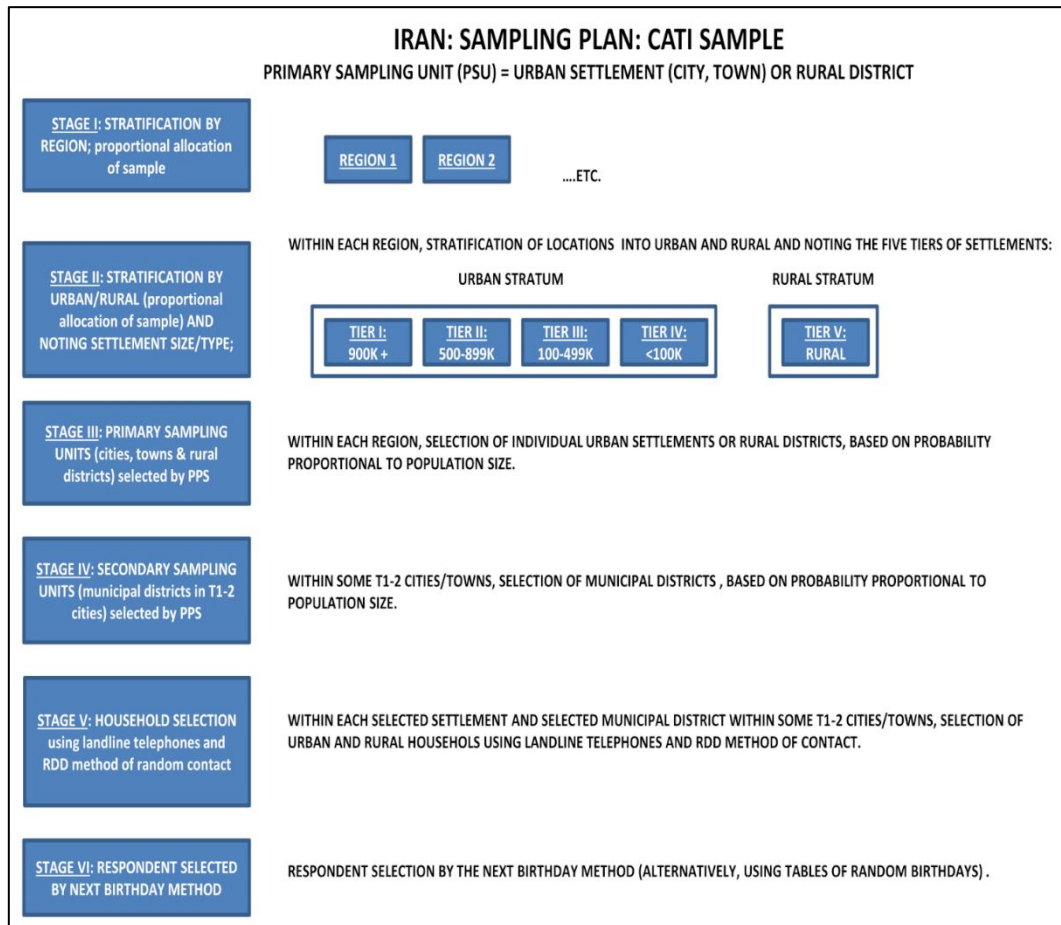 IRAN: SAMPLING PLAN: CATI SAMPLE
PRIMARY SAMPLING UNIT (PSU) = URBAN SETTLEMENT (CITY, TOWN) OR RURAL DISTRICT
STAGE I: STRATIFICATION BY
REGION; proportional allocation
of sample
REGION 1
REGION 2
....ETC.
STAGE II: STRATIFICATION BY
URBAN/RURAL (proportional
allocation of sample) AND
NOTING SETTLEMENT SIZE/TYPE;
WITHIN EACH REGION, STRATIFICATION OF LOCATIONS INTO URBAN AND RURAL AND NOTING THE FIVE TIERS OF SETTLEMENTS:
URBAN STRATUM
RURAL STRATUM
TIER I:
900K +
TIER II:
500-899K
TIER III:
100-499K
TIER IV:
<100K
TIER V:
RURAL
STAGE III: PRIMARY SAMPLING
UNITS (cities, towns & rural
districts) selected by PPS
WITHIN EACH REGION, SELECTION OF INDIVIDUAL URBAN SETTLEMENTS OR RURAL DISTRICTS, BASED ON PROBABILITY
PROPORTIONAL TO POPULATION SIZE.
STAGE IV: SECONDARY SAMPLING
UNITS (municipal districts in T1-2
cities) selected by PPS
WITHIN SOME T1-2 CITIES/TOWNS, SELECTION OF MUNICIPAL DISTRICTS , BASED ON PROBABILITY PROPORTIONAL TO
POPULATION SIZE.
STAGE V: HOUSEHOLD SELECTION
using landline telephones and
RDD method of random contact
WITHIN EACH SELECTED SETTLEMENT AND SELECTED MUNICIPAL DISTRICT WITHIN SOME T1-2 CITIES/TOWNS, SELECTION OF
URBAN AND RURAL HOUSEHOLS USING LANDLINE TELEPHONES AND RDD METHOD OF CONTACT.
STAGE VI: RESPONDENT SELECTED
BY NEXT BIRTHDAY METHOD
RESPONDENT SELECTION BY THE NEXT BIRTHDAY METHOD (ALTERNATIVELY, USING TABLES OF RANDOM BIRTHDAYS) .